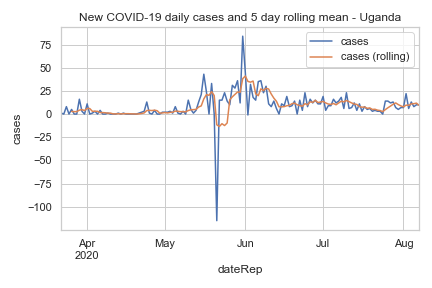 New COVID-19 daily cases and 5 day rolling mean - Uganda
cases
cases (rolling)
75
50
25
0
−25
−50
−75
−100
cases
Apr
2020
May
Jun
Jul
Aug
dateRep